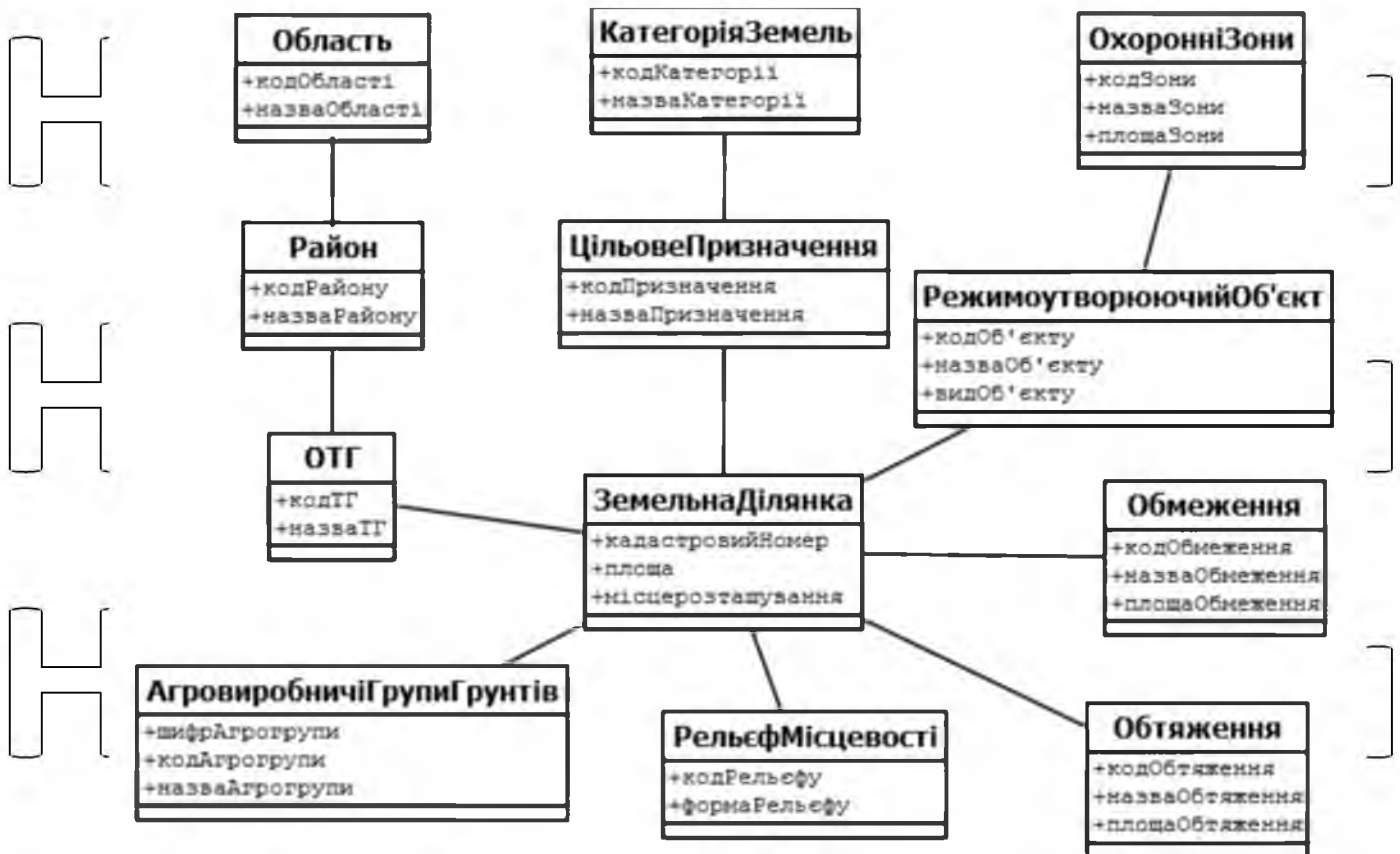 Область
+кодОбласті
+назваОбласті
КатегоріяЗемель
+кодКатегорії
+назваКатегорії
ОхоронніЗони
+кодЗони
+назваЗони
+площаЗони
Район
+кодРайону
+назваРайону
ЦільовеПризначення
+кодПризначення
+назваПризначення
РежимоутворюючийОб'єкт
+кодОб'єкту
+назваОб'єкту
+видОб'єкту
ОТГ
+кодТГ
+назваТГ
ЗемельнаДілянка
+кадастровийНомер
+площа
+місцерозташування
Обмеження
+кодОбмеження
+назваОбмеження
+площаОбмеження
АгровиробничіГрупиГрунтів
+шифрАгрогрупи
+кодАгрогрупи
+назваАгрогрупи
РельєфМісцевості
+кодРельєфу
+формаРельєфу
Обтяження
+кодОбтяження
+назваОбтяження
+площаОбтяження